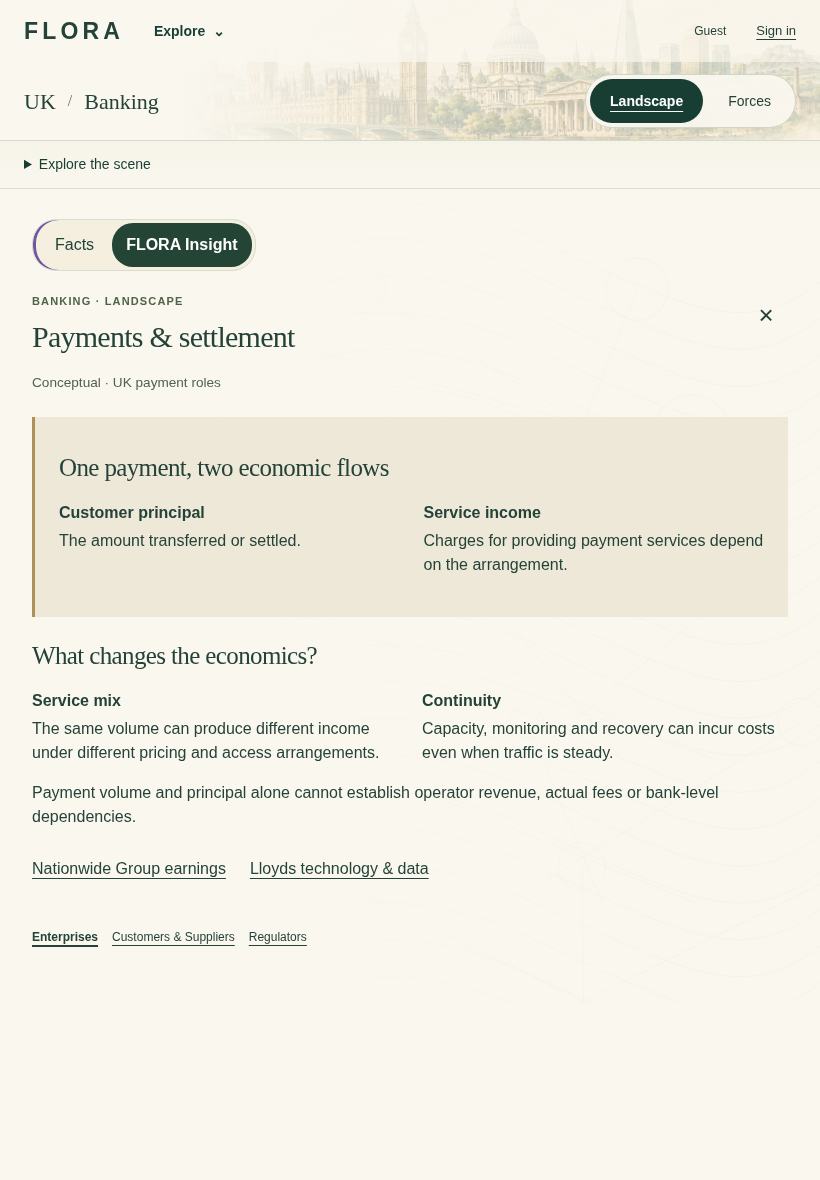 FLORA
Explore
Guest
Sign in
UK / Banking
Landscape
Forces
Explore the scene
Facts
FLORA Insight
BANKING · LANDSCAPE
Payments & settlement
Conceptual · UK payment roles
One payment, two economic flows
Customer principal
The amount transferred or settled.
Service income
Charges for providing payment services depend
on the arrangement.
What changes the economics?
Service mix
The same volume can produce different income
under different pricing and access arrangements.
Continuity
Capacity, monitoring and recovery can incur costs
even when traffic is steady.
Payment volume and principal alone cannot establish operator revenue, actual fees or bank-level
dependencies.
Nationwide Group earnings
Lloyds technology & data
Enterprises
Customers & Suppliers
Regulators